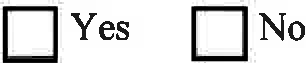 Yes No